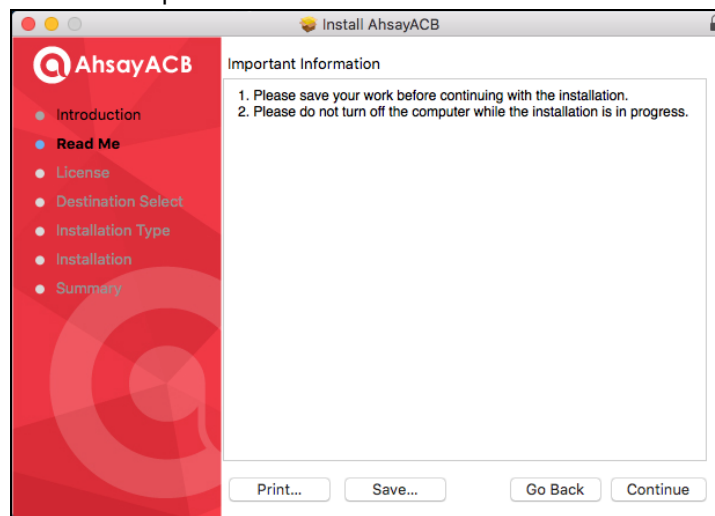 Install AhsayACB
AhsayACB
Important Information
Introduction
Read Me
License
Destination Select
Installation Type
Installation
Summary
1. Please save your work before continuing with the installation.
2. Please do not turn off the computer while the installation is in progress.
Print...
Save...
Go Back
Continue